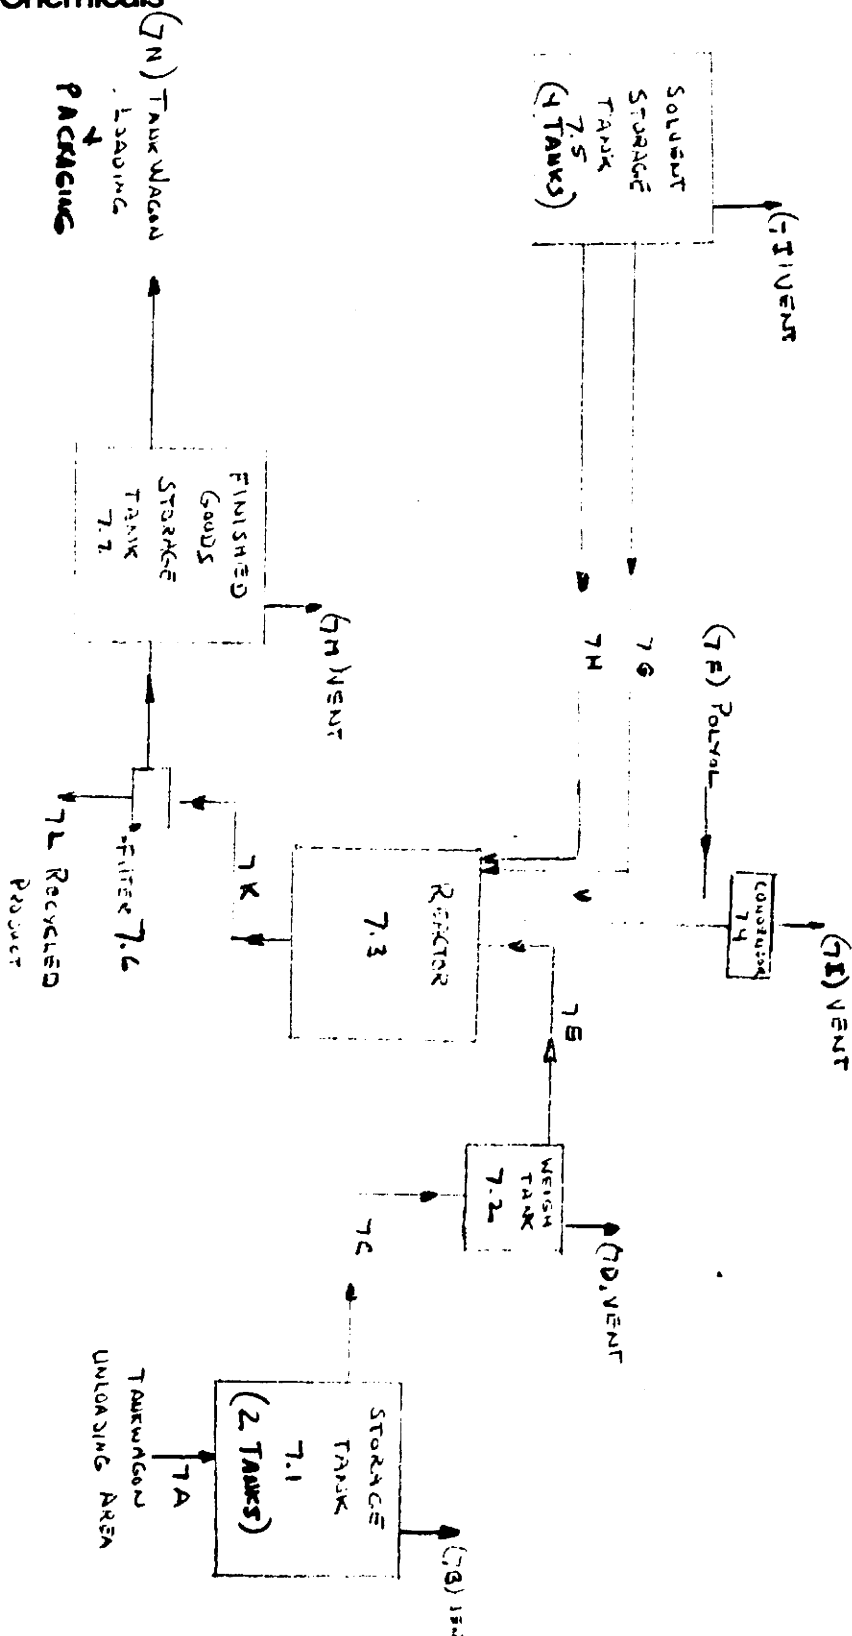 Chemicals
(7N) TANK WAGON
LOADING
+
PACKAGING
SOLVENT
STORAGE
TANK
7.5
(4 TANKS)
VENT
FINISHED
GOODS
STORAGE
TANK
7.7
(7M) VENT
7G
7H
(7F) POLYOL
CONDENSOR
7.4
(7I) VENT
REACTOR
7.3
7K
FILTER 7.6
7L RECYCLED
PRODUCT
7E
WEIGH
TANK
7.2
(7D) VENT
7C
STORAGE
TANK
7.1
(2 TANKS)
(7B)
7A
TANKWAGON
UNLOADING AREA